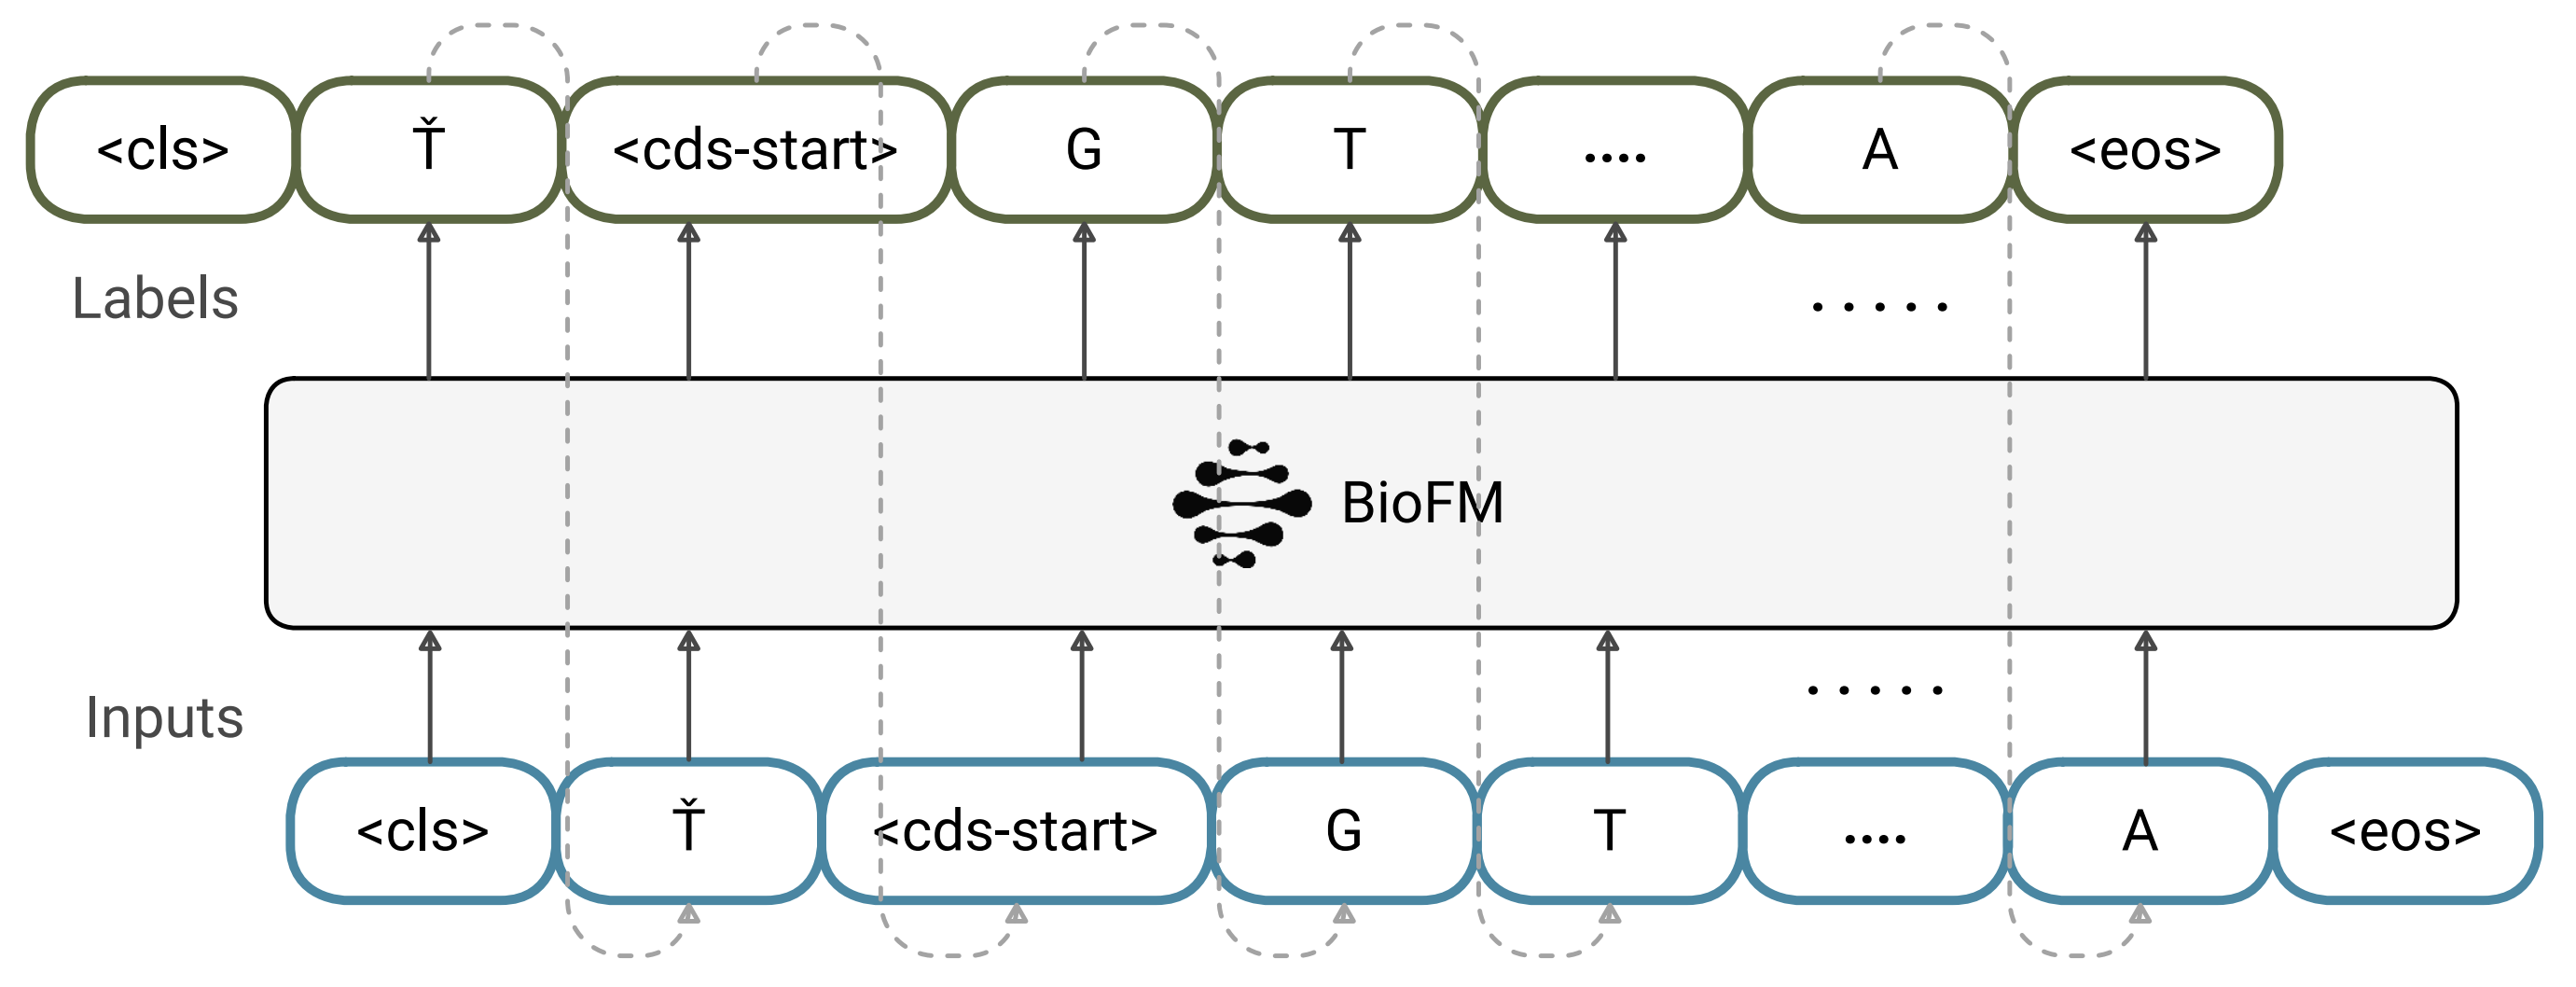 <cls> Ť <cds-start> G T .... A <eos>
Labels
.....
BioFM
.....
Inputs
<cls> Ť <cds-start> G T .... A <eos>